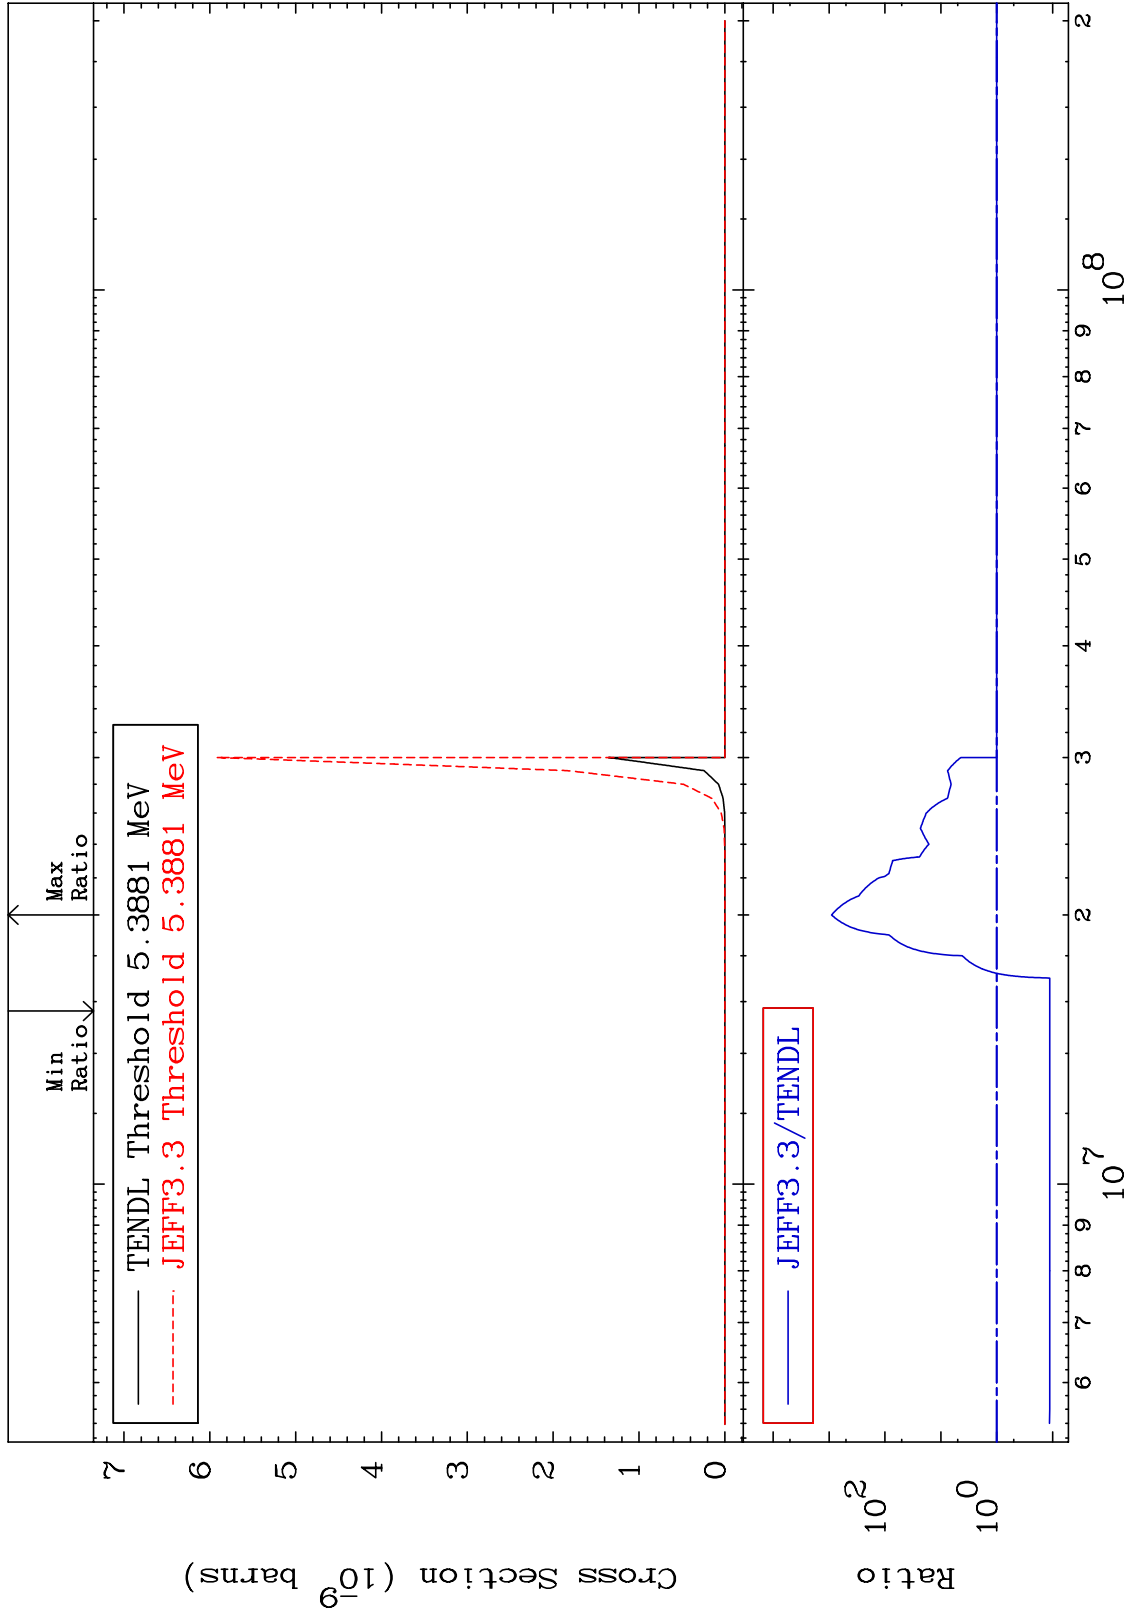 Min
Ratio
Max
Ratio
TENDL Threshold 5.3881 MeV
JEFF3.3 Threshold 5.3881 MeV
7
6
5
4
3
2
1
0
Cross Section (10^-9 barns)
JEFF3.3/TENDL
10^2
10^0
Ratio
6
7
8
9
10^7
2
3
4
5
6
7
8
9
10^8
2